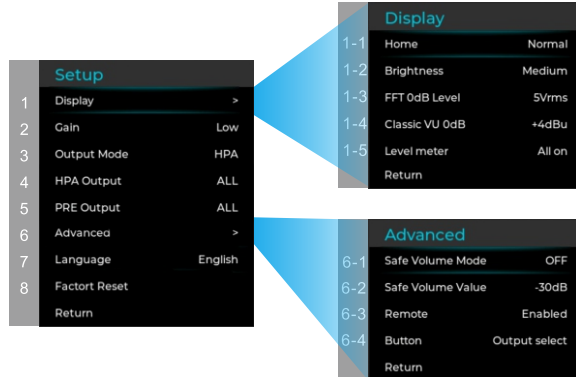 Setup
1 Display >
2 Gain Low
3 Output Mode HPA
4 HPA Output ALL
5 PRE Output ALL
6 Advanced >
7 Language English
8 Factort Reset
Return
Display
1-1 Home Normal
1-2 Brightness Medium
1-3 FFT 0dB Level 5Vrms
1-4 Classic VU 0dB +4dBu
1-5 Level meter All on
Return
Advanced
6-1 Safe Volume Mode OFF
6-2 Safe Volume Value -30dB
6-3 Remote Enabled
6-4 Button Output select
Return